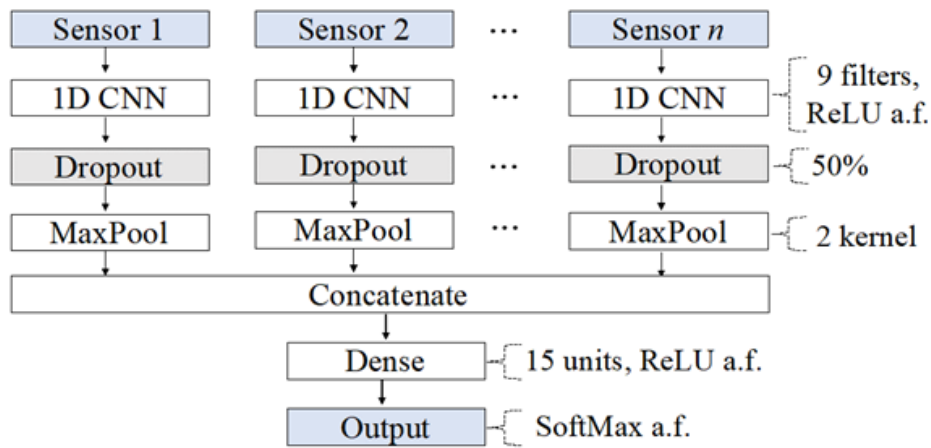 Sensor 1 Sensor 2 ··· Sensor n
1D CNN 1D CNN ··· 1D CNN 9 filters,
ReLU a.f.
Dropout Dropout ··· Dropout 50%
MaxPool MaxPool ··· MaxPool 2 kernel
Concatenate
Dense 15 units, ReLU a.f.
Output SoftMax a.f.